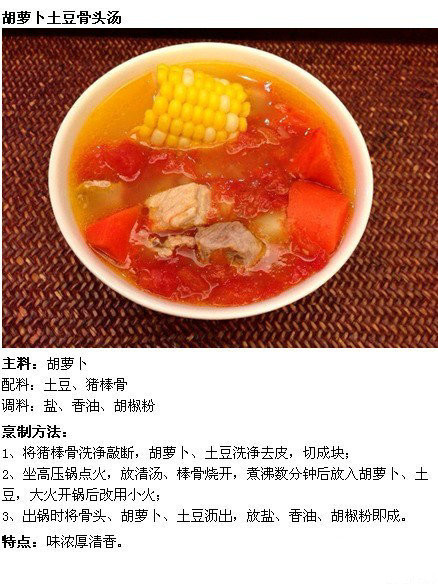 胡萝卜土豆骨头汤
主料：胡萝卜
配料：土豆、猪棒骨
调料：盐、香油、胡椒粉
烹制方法：
1、将猪棒骨洗净敲断，胡萝卜、土豆洗净去皮，切成块；
2、坐高压锅点火，放清汤、棒骨烧开，煮沸数分钟后放入胡萝卜、土
豆，大火开锅后改用小火；
3、出锅时将骨头、胡萝卜、土豆沥出，放盐、香油、胡椒粉即成。
特点：味浓厚清香。